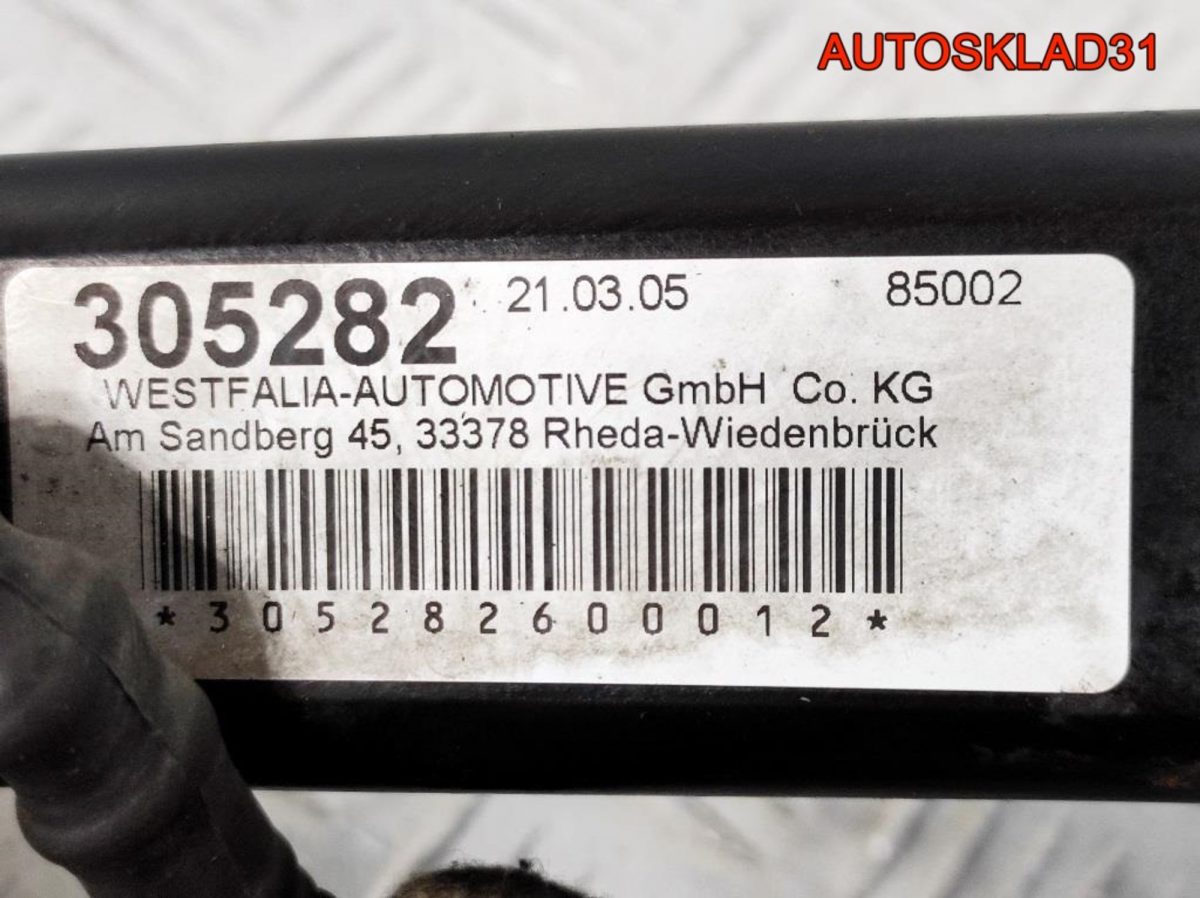 AUTOSKLAD31
305282 21.03.05 85002
WESTFALIA-AUTOMOTIVE GmbH Co. KG
Am Sandberg 45, 33378 Rheda-Wiedenbrück
*305282600012*